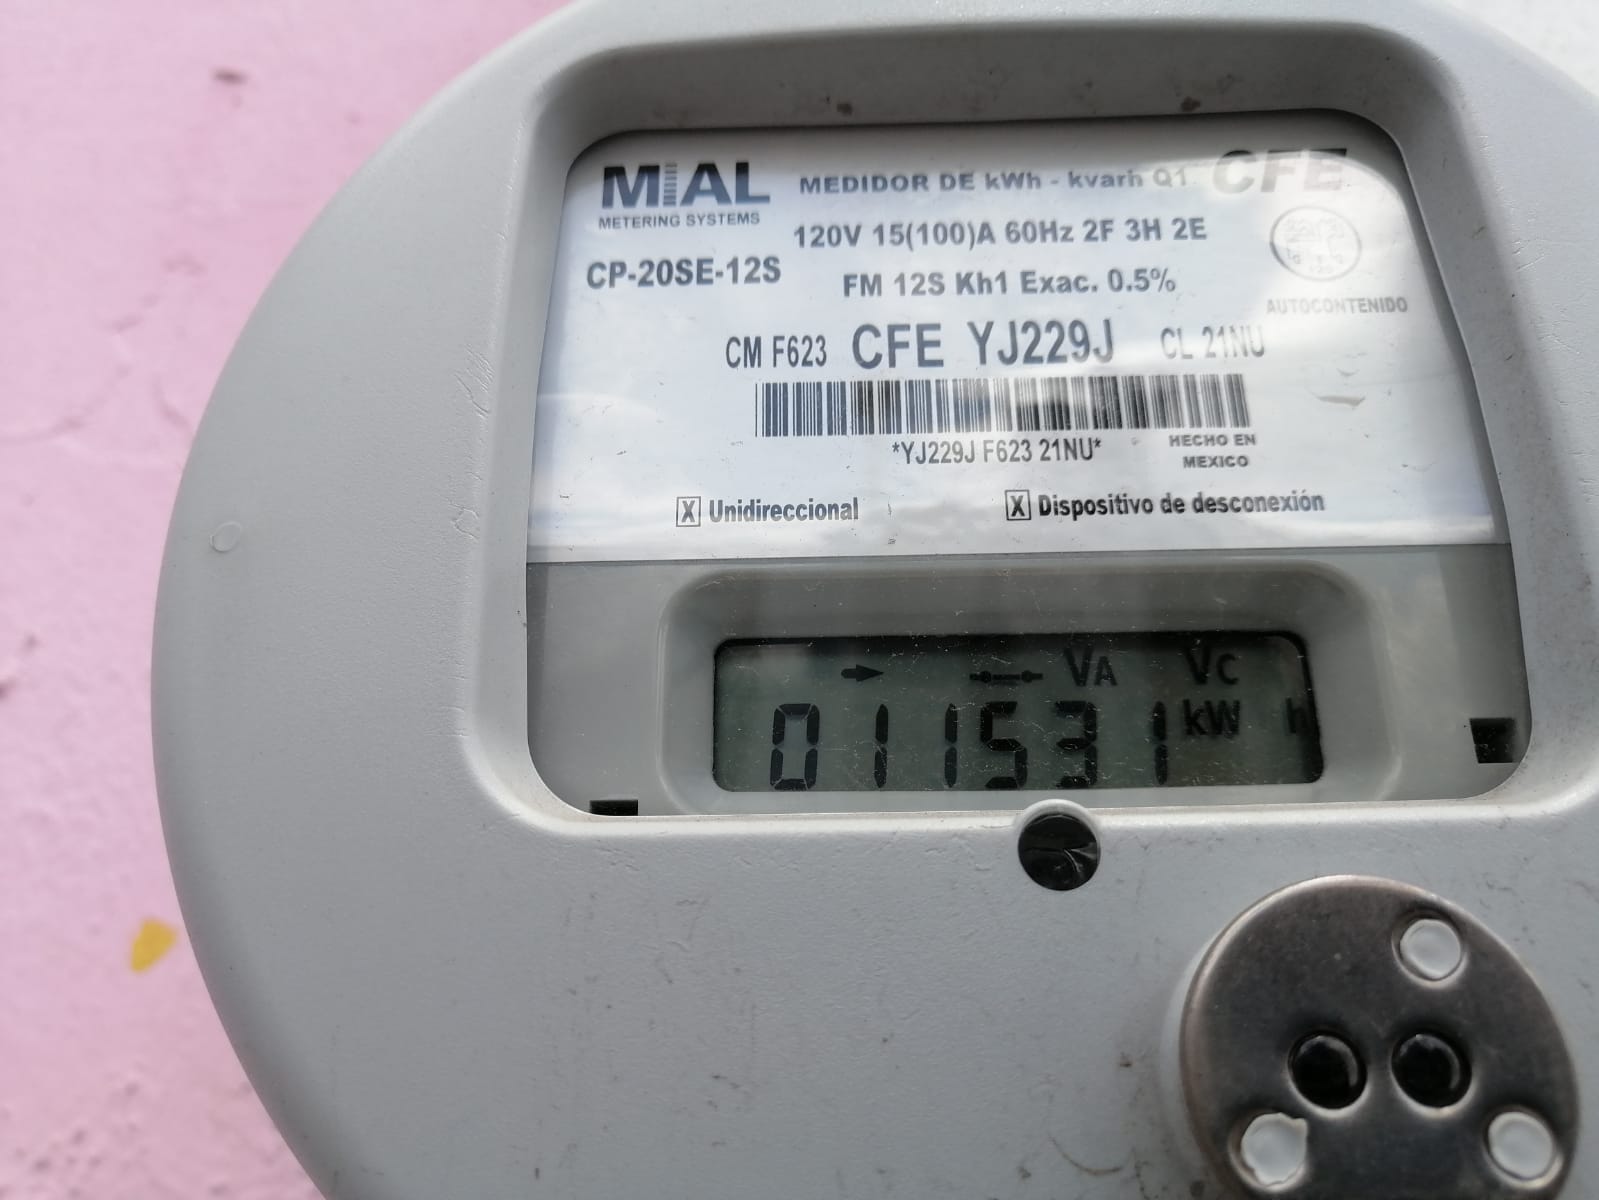 MIAL
METERING SYSTEMS
MEDIDOR DE kWh - kvarh Q1
CFE
120V 15(100)A 60Hz 2F 3H 2E
CP-20SE-12S
FM 12S Kh1 Exac. 0.5%
AUTOCONTENIDO
CM F623 CFE YJ229J CL 21NU
*YJ229J F623 21NU*
HECHO EN
MEXICO
X Unidireccional
X Dispositivo de desconexión
VA VC
011531 kW h